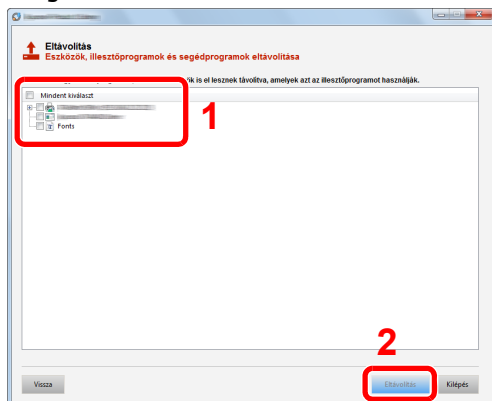 Eltávolítás
Eszközök, illesztőprogramok és segédprogramok eltávolítása
is el lesznek távolítva, amelyek azt az illesztőprogramot használják.
Mindent kiválaszt
1
Fonts
2
Vissza
Eltávolítás
Kilépés